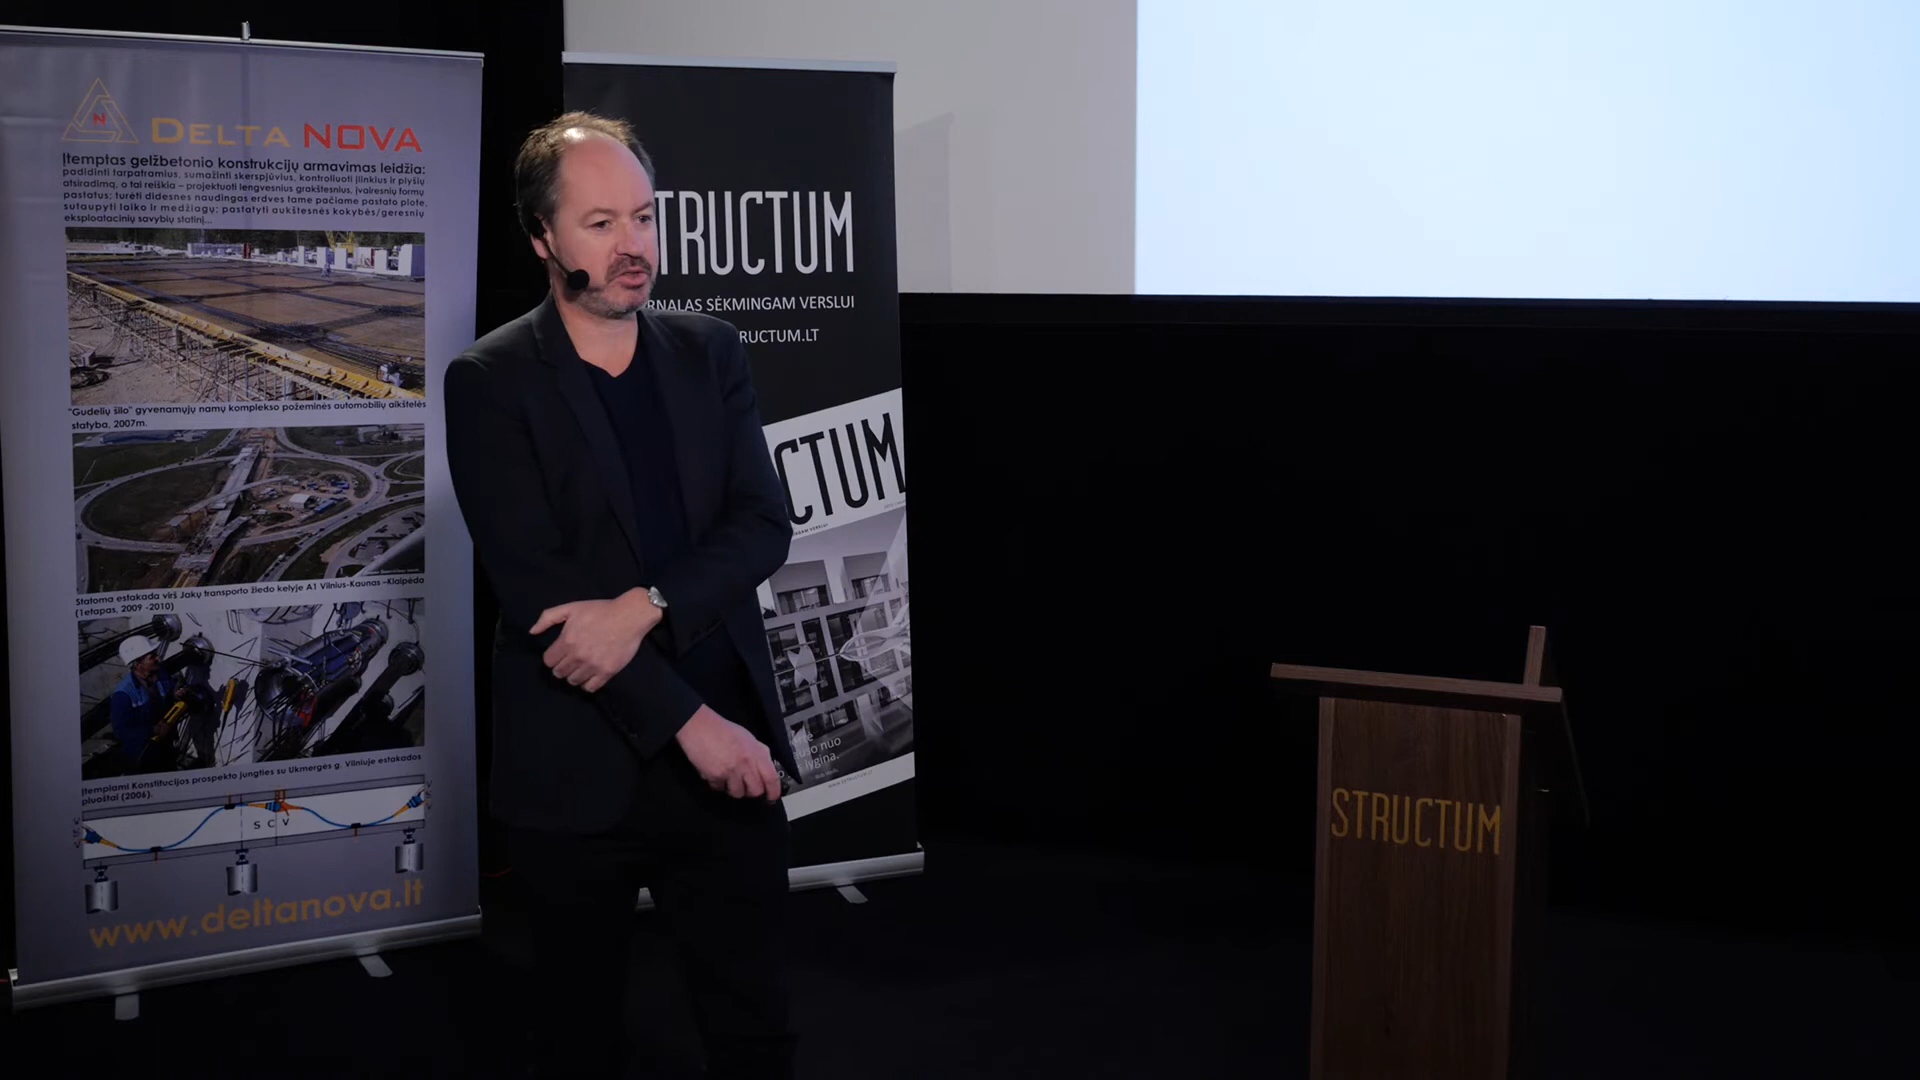 N
DELTA NOVA
Įtemptas gelžbetonio konstrukcijų armavimas leidžia:
padidinti tarpatramius, sumažinti skerspjūvius, kontroliuoti įlinkius ir plyšių
atsiradimą, o tai reiškia – projektuoti lengvesnius grakštesnius, įvairesnių formų
pastatus; turėti didesnes naudingas erdves tame pačiame pastato plote,
sutaupyti laiko ir medžiagų; pastatyti aukštesnės kokybės/geresnių
eksploatacinių savybių statinį...
"Gudelių šilo" gyvenamųjų namų komplekso požeminės automobilių aikštelės
statyba, 2007m.
Statoma estakada virš Jakų transporto žiedo kelyje A1 Vilnius-Kaunas –Klaipėda
(1etapas, 2009 -2010)
Įtempiami Konstitucijos prospekto jungties su Ukmergės g. Vilniuje estakados
pluoštai (2006).
S C V
www.deltanova.lt
TRUCTUM
RNALAS SĖKMINGAM VERSLUI
RUCTUM.LT
CTUM
nuo
lygina.
STRUCTUM